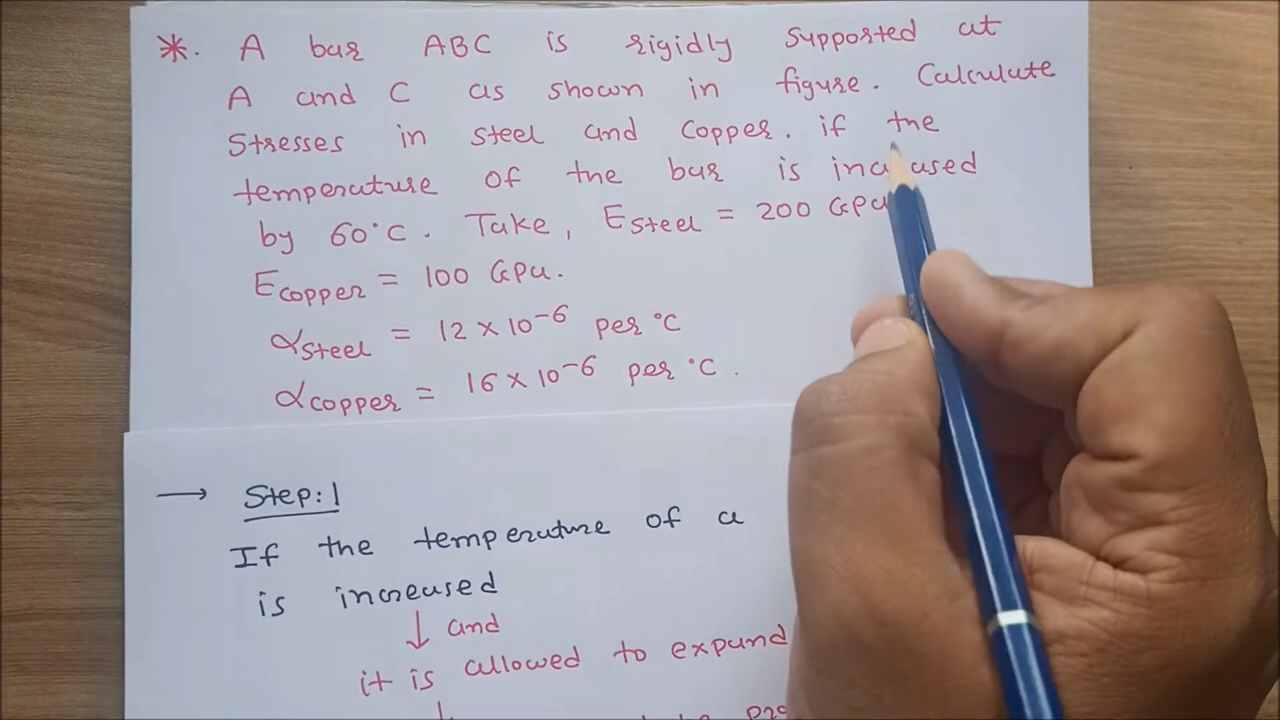 *. A bar ABC is rigidly supported at
A and C as shown in figure. Calculate
stresses in steel and copper. if the
temperature of the bar is increased
by 60°C. Take, Esteel = 200 GPa
Ecopper = 100 GPa.
αsteel = 12 × 10⁻⁶ per °C
αcopper = 16 × 10⁻⁶ per °C.
→ Step:1
If the temperature of a
is increased
↓ and
it is allowed to expand